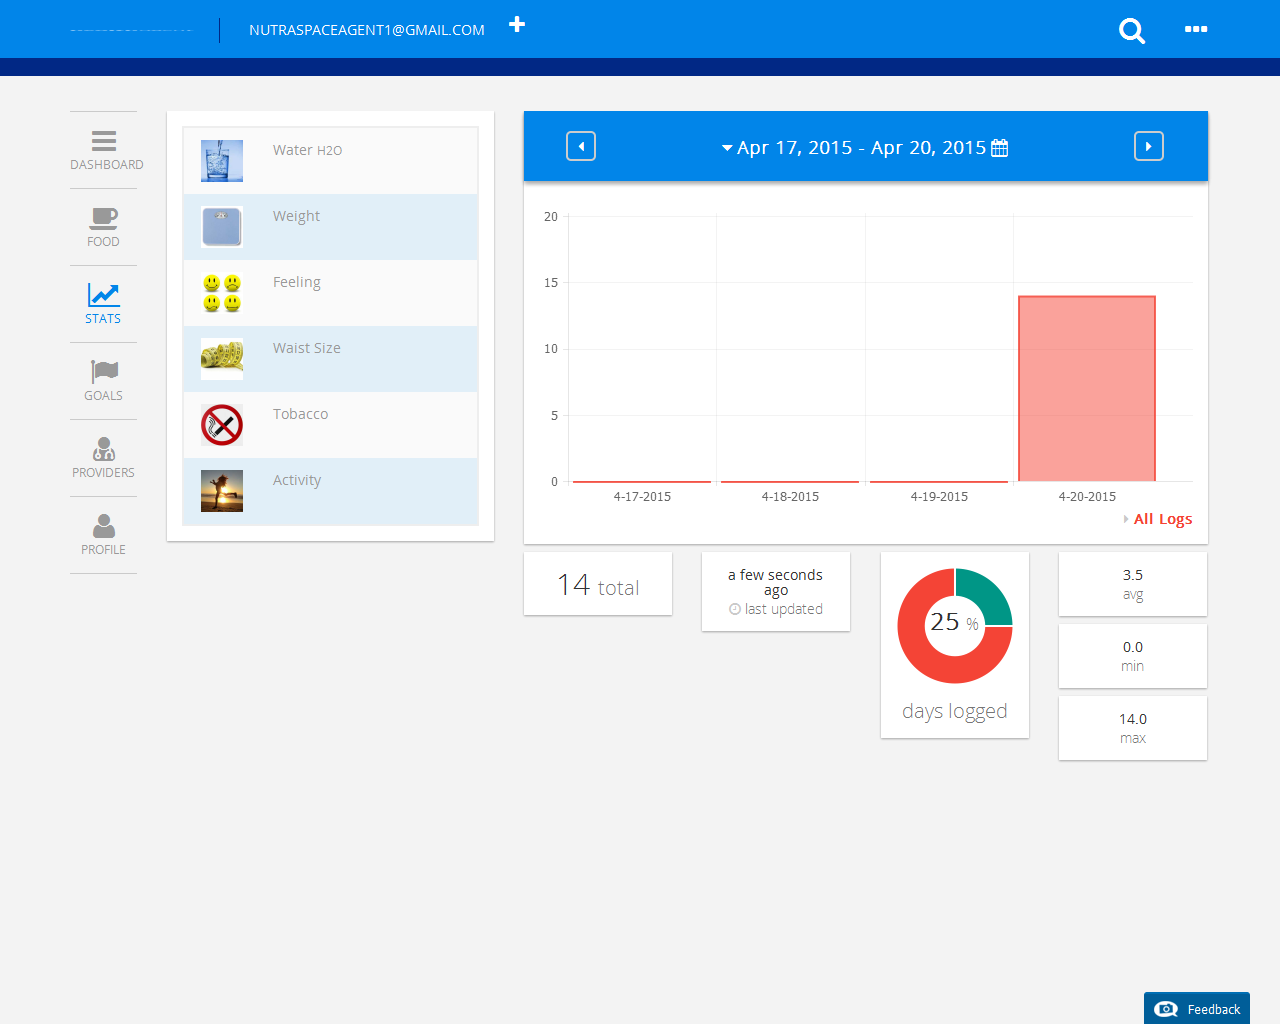 NUTRASPACEAGENT1@GMAIL.COM
DASHBOARD
FOOD
STATS
GOALS
PROVIDERS
PROFILE
Water H2O
Weight
Feeling
Waist Size
Tobacco
Activity
Apr 17, 2015 - Apr 20, 2015
20
15
10
5
0
4-17-2015 4-18-2015 4-19-2015 4-20-2015
All Logs
14 total
a few seconds
ago
last updated
25 %
days logged
3.5
avg
0.0
min
14.0
max
Feedback